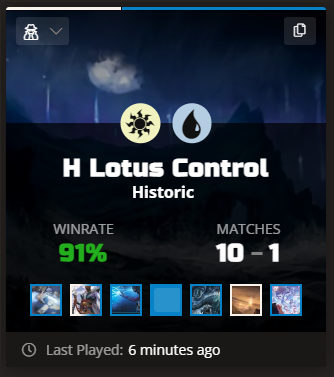 H Lotus Control
Historic
WINRATE
91%
MATCHES
10 - 1
Last Played: 6 minutes ago